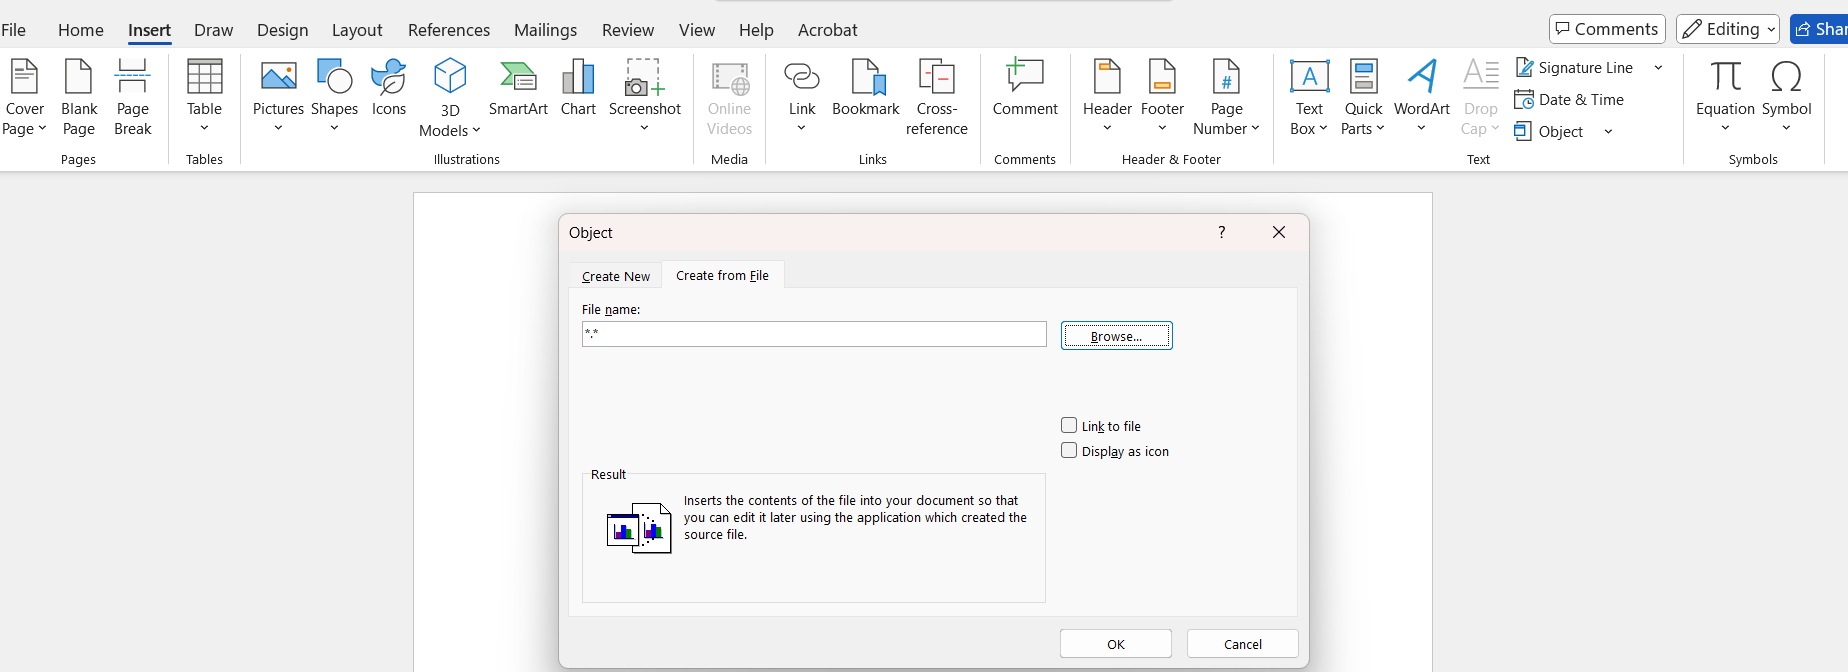 File Home Insert Draw Design Layout References Mailings Review View Help Acrobat
Comments Editing Shar
Cover Page
Blank Page
Page Break
Pages
Table
Tables
Pictures
Shapes
Icons
3D Models
SmartArt
Chart
Screenshot
Illustrations
Online Videos
Media
Link
Bookmark
Cross-reference
Links
Comment
Comments
Header
Footer
Page Number
Header & Footer
Text Box
Quick Parts
WordArt
Drop Cap
Signature Line
Date & Time
Object
Text
Equation
Symbol
Symbols
Object ?
Create New Create from File
File name:
*.*
Browse...
Link to file
Display as icon
Result
Inserts the contents of the file into your document so that
you can edit it later using the application which created the
source file.
OK Cancel